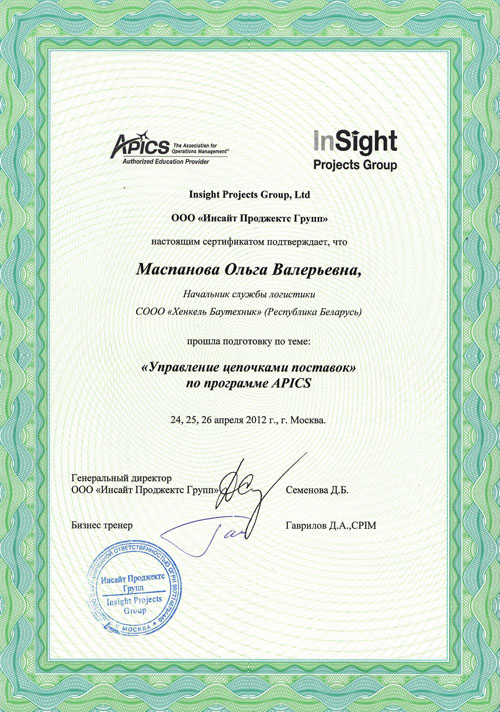 APICS The Association for
Operations Management®
Authorized Education Provider
InSight
Projects Group
Insight Projects Group, Ltd
ООО «Инсайт Проджектс Групп»
настоящим сертификатом подтверждает, что
Маспанова Ольга Валерьевна,
Начальник службы логистики
СООО «Хенкель Баутехник» (Республика Беларусь)
прошла подготовку по теме:
«Управление цепочками поставок»
по программе APICS
24, 25, 26 апреля 2012 г., г. Москва.
Генеральный директор
ООО «Инсайт Проджектс Групп» Семенова Д.Б.
Бизнес тренер Гаврилов Д.А.,CPIM
ОТВЕТСТВЕННОСТЬЮ
Инсайт Проджектс
Групп
Insight Projects
Group
МОСКВА